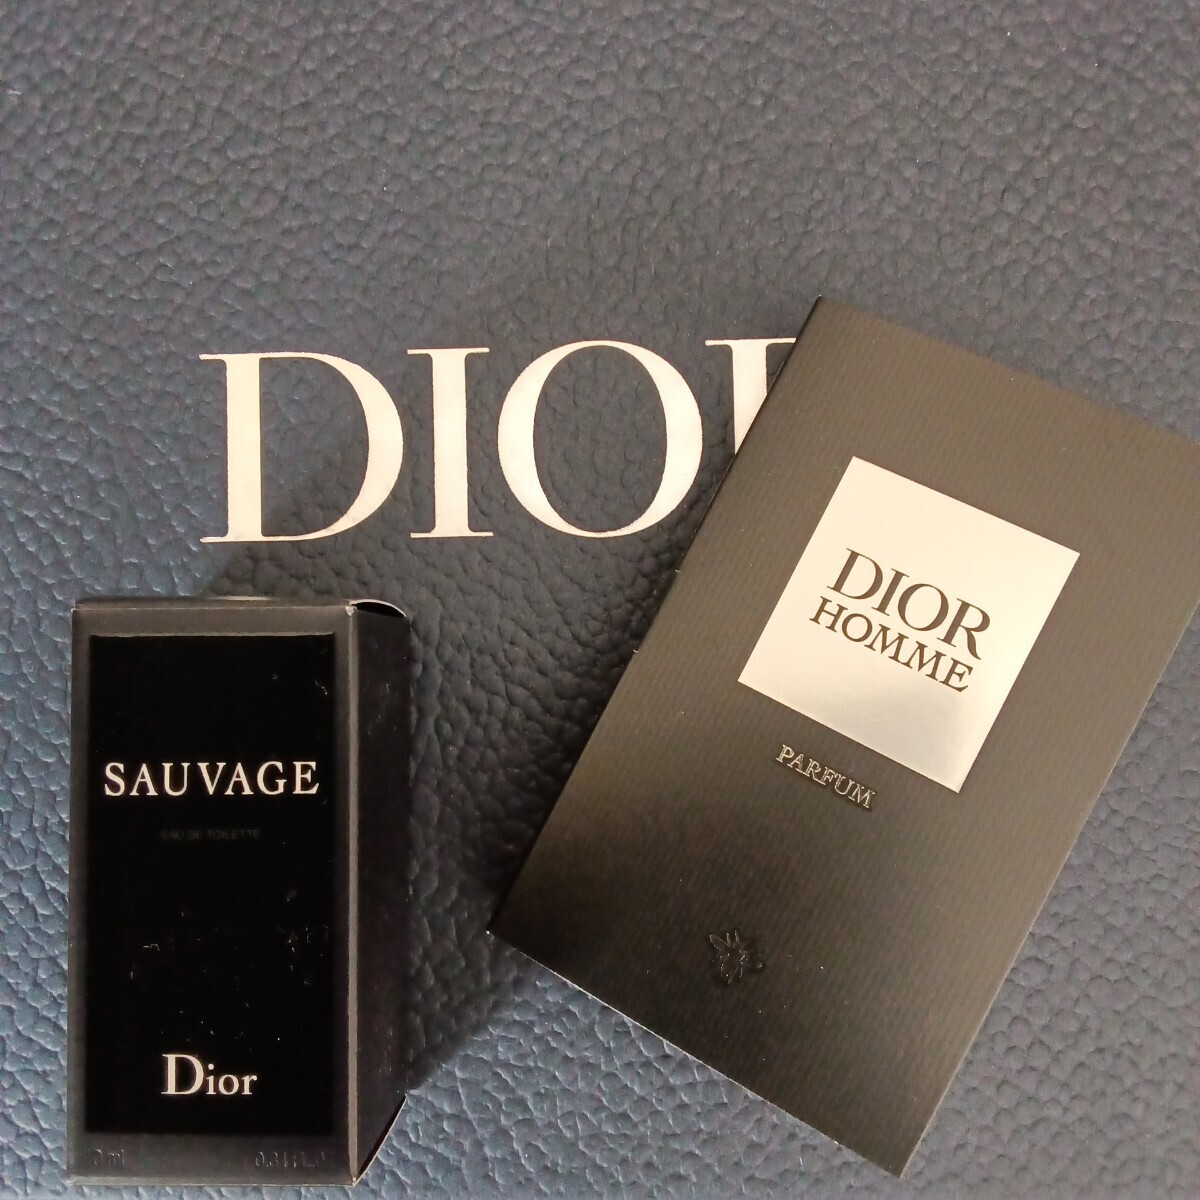 DIOR
DIOR
HOMME
PARFUM
SAUVAGE
EAU DE TOILETTE
Dior